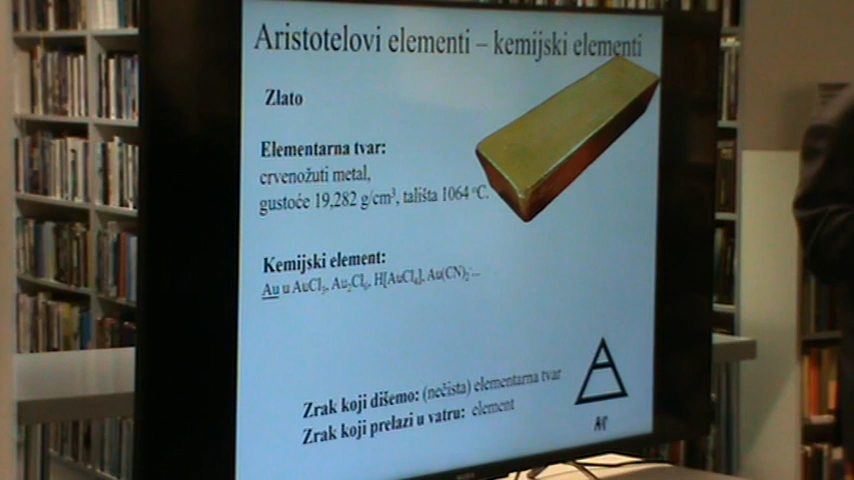 Aristotelovi elementi – kemijski elementi
Zlato
Elementarna tvar:
crvenožuti metal,
gustoće 19,282 g/cm³, tališta 1064 °C.
Kemijski element:
Au u AuCl₃, Au₂Cl₆, H[AuCl₄], Au(CN)₂⁻...
Zrak koji dišemo: (nečista) elementarna tvar
Zrak koji prelazi u vatru: element